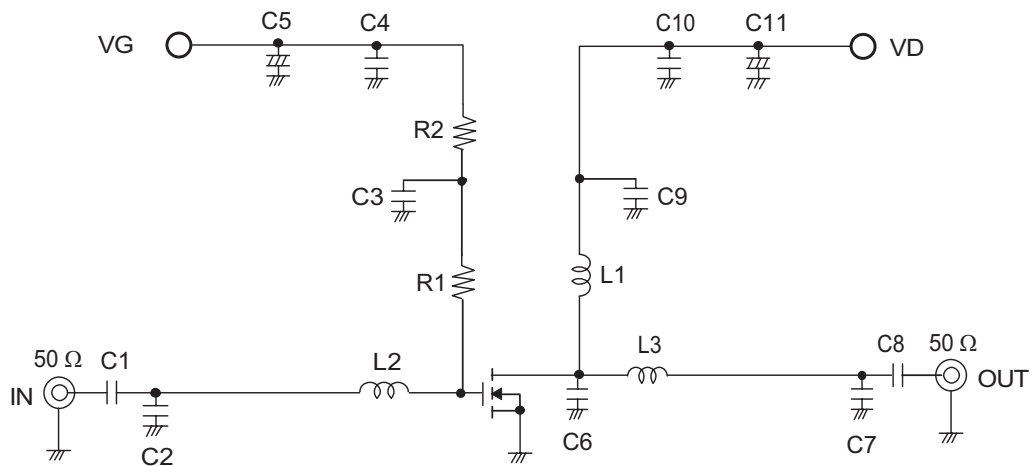 C5 C4 C10 C11
VG VD
R2
C3 C9
R1 L1
50 Ω C1 L2 L3 C8 50 Ω
IN OUT
C2 C6 C7